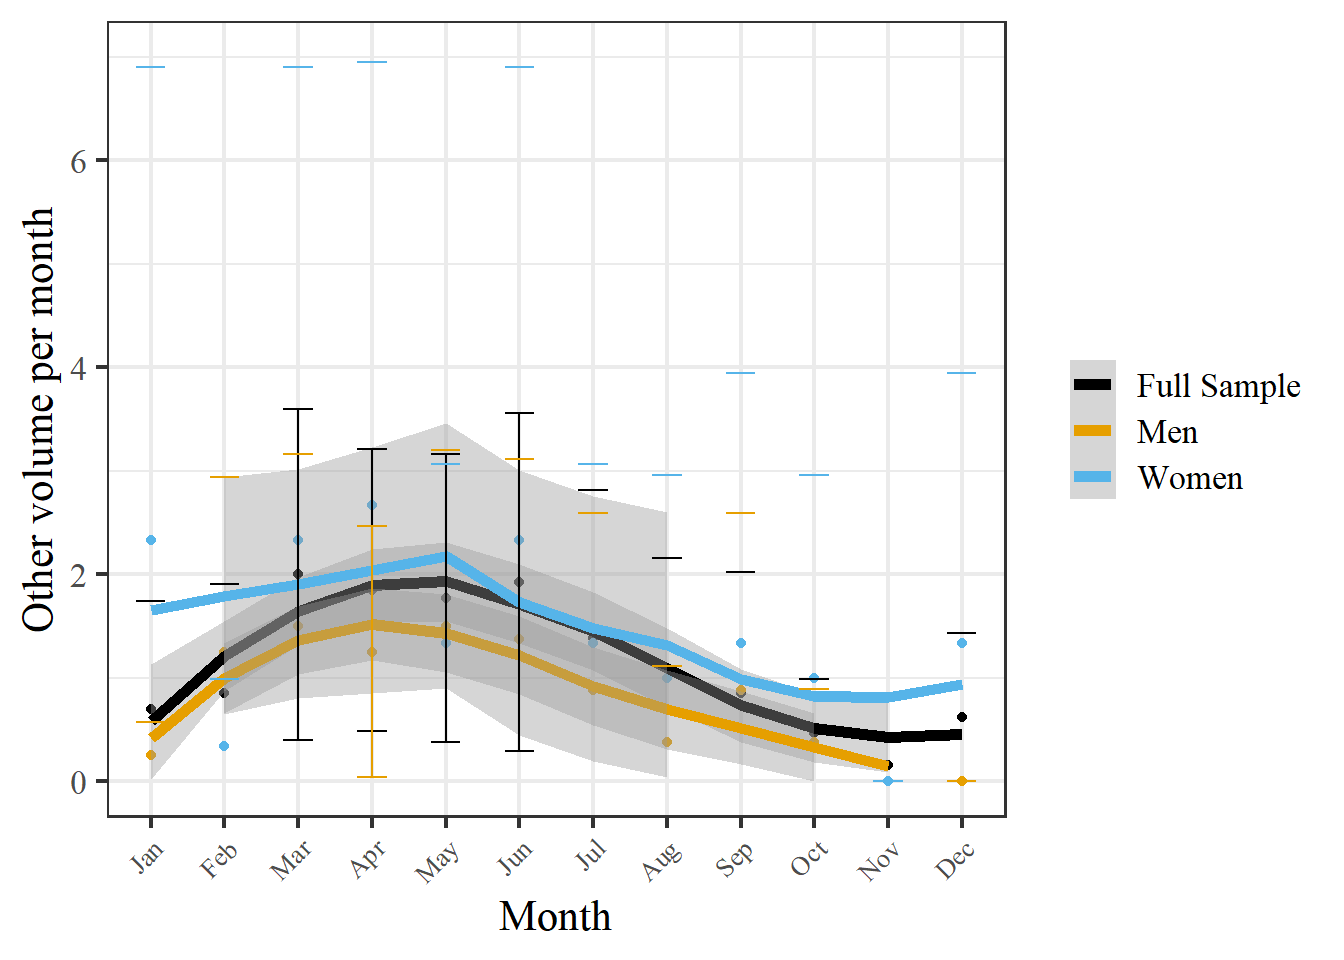 Other volume per month
6
4
2
0
Jan
Feb
Mar
Apr
May
Jun
Jul
Aug
Sep
Oct
Nov
Dec
Month
Full Sample
Men
Women